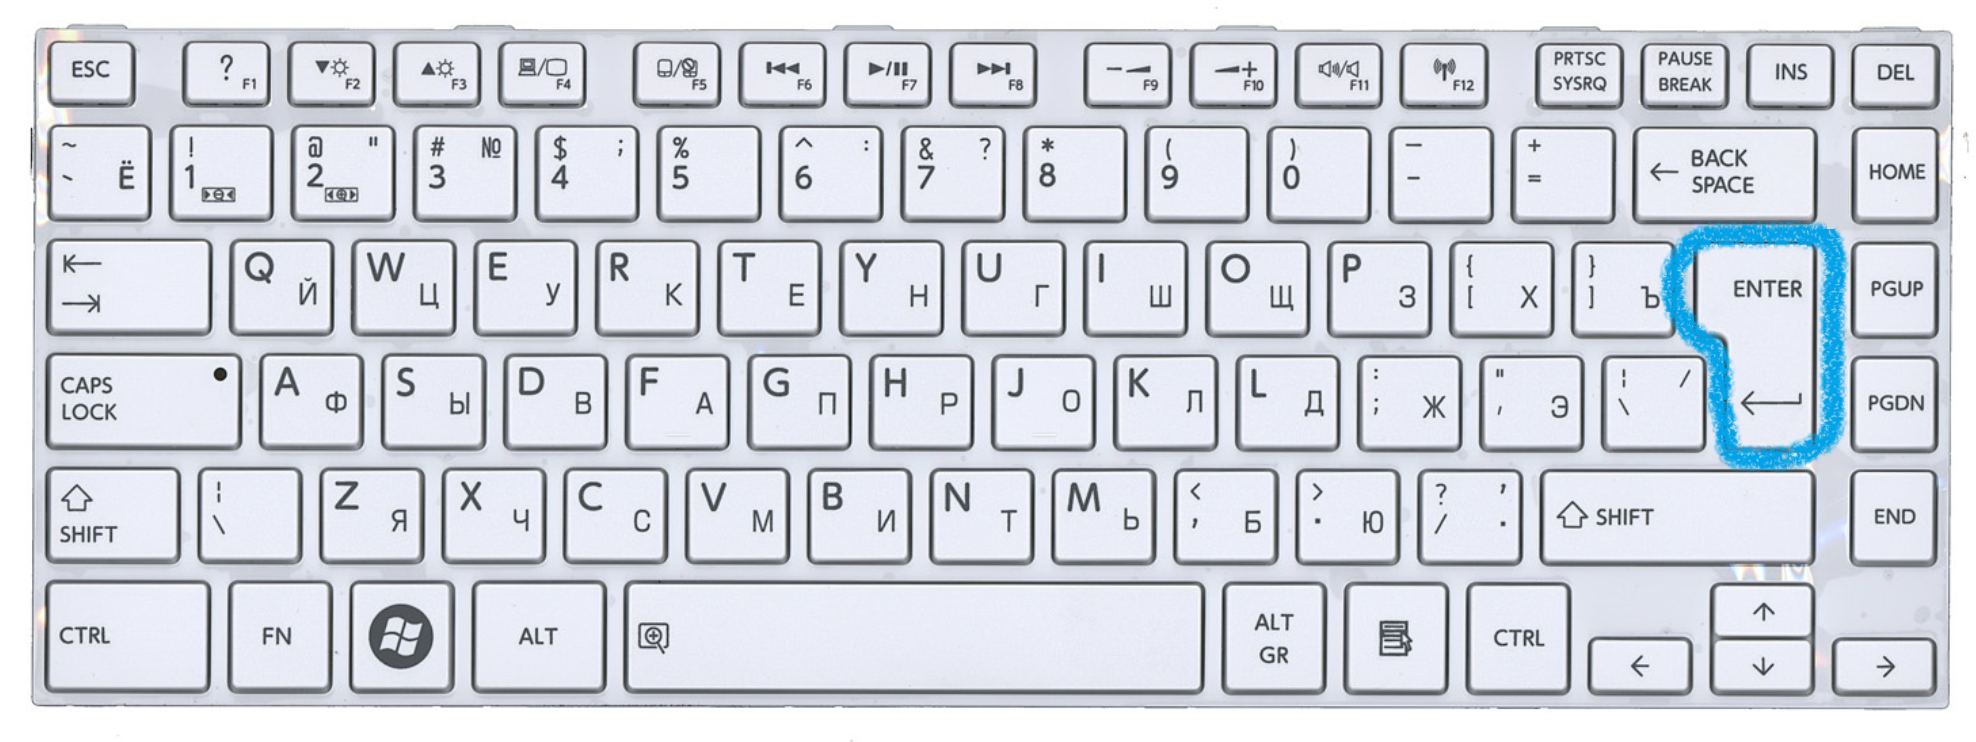 ESC ? F1 F2 F3 F4 F5 F6 F7 F8 F9 F10 F11 F12 PRTSC SYSRQ PAUSE BREAK INS DEL
~ ` Ё ! 1 @ " 2 # № 3 $ ; 4 % 5 ^ : 6 & ? 7 * 8 ( 9 ) 0 — - + = ← BACK SPACE HOME
Q Й W Ц E У R К T Е Y Н U Г I Ш O Щ P З { [ Х } ] Ъ ENTER PGUP
CAPS LOCK A Ф S Ы D В F А G П H Р J О K Л L Д : ; Ж " ' Э ¦ \ / PGDN
SHIFT ¦ \ Z Я X Ч C С V М B И N Т M Ь < , Б > . Ю ? / , . SHIFT END
CTRL FN ALT ALT GR CTRL ← ↑ ↓ →